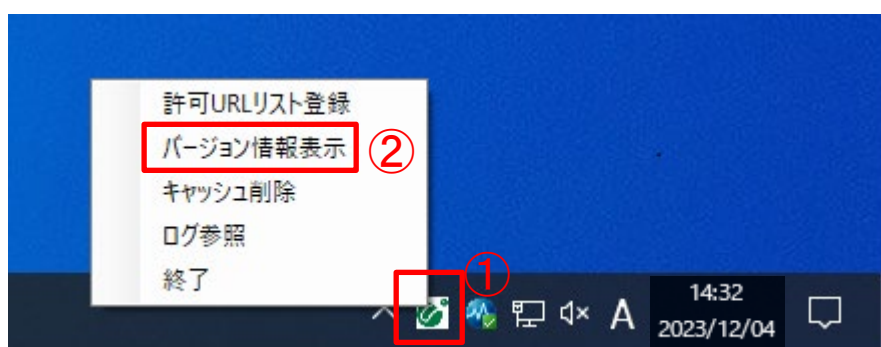 許可URLリスト登録
バージョン情報表示
②
キャッシュ削除
ログ参照
終了
①
A
14:32
2023/12/04